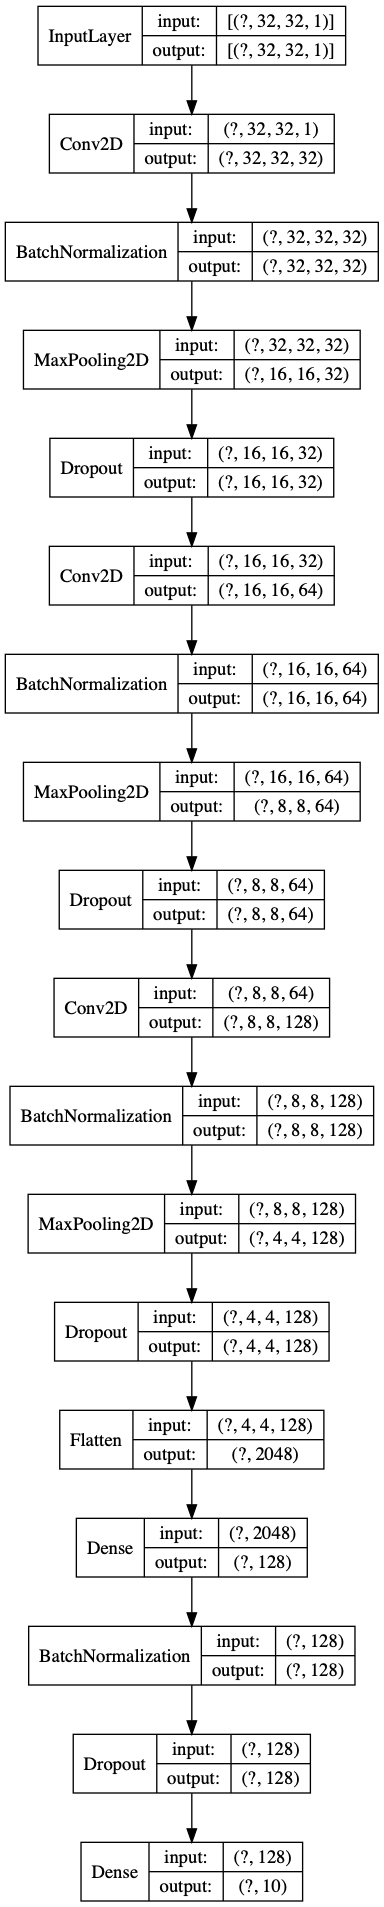 InputLayer input: [(?, 32, 32, 1)]
output: [(?, 32, 32, 1)]
Conv2D input: (?, 32, 32, 1)
output: (?, 32, 32, 32)
BatchNormalization input: (?, 32, 32, 32)
output: (?, 32, 32, 32)
MaxPooling2D input: (?, 32, 32, 32)
output: (?, 16, 16, 32)
Dropout input: (?, 16, 16, 32)
output: (?, 16, 16, 32)
Conv2D input: (?, 16, 16, 32)
output: (?, 16, 16, 64)
BatchNormalization input: (?, 16, 16, 64)
output: (?, 16, 16, 64)
MaxPooling2D input: (?, 16, 16, 64)
output: (?, 8, 8, 64)
Dropout input: (?, 8, 8, 64)
output: (?, 8, 8, 64)
Conv2D input: (?, 8, 8, 64)
output: (?, 8, 8, 128)
BatchNormalization input: (?, 8, 8, 128)
output: (?, 8, 8, 128)
MaxPooling2D input: (?, 8, 8, 128)
output: (?, 4, 4, 128)
Dropout input: (?, 4, 4, 128)
output: (?, 4, 4, 128)
Flatten input: (?, 4, 4, 128)
output: (?, 2048)
Dense input: (?, 2048)
output: (?, 128)
BatchNormalization input: (?, 128)
output: (?, 128)
Dropout input: (?, 128)
output: (?, 128)
Dense input: (?, 128)
output: (?, 10)